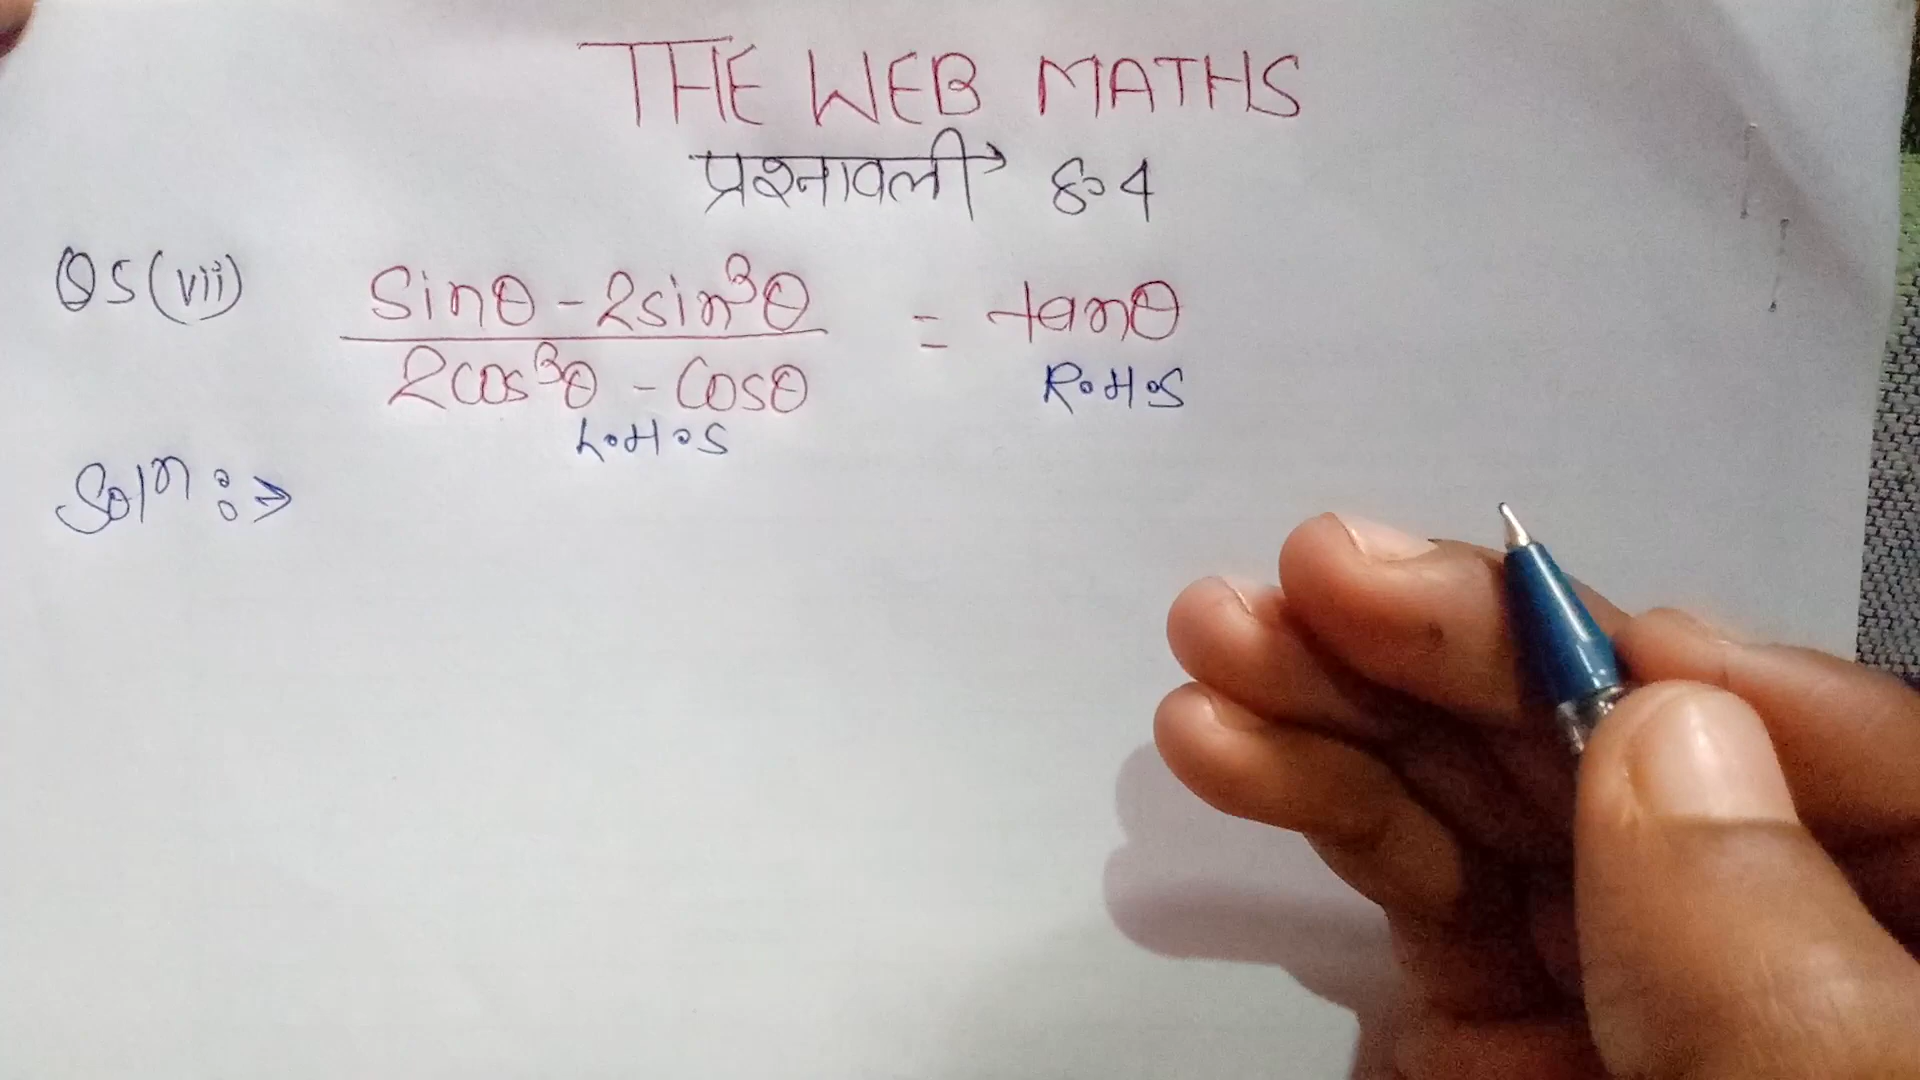 THE WEB MATHS
प्रश्नावली → 8.4
Q5(vii) (sinθ - 2sin³θ)/(2cos³θ - cosθ) = tanθ
L.H.S R.H.S
Solⁿ :→